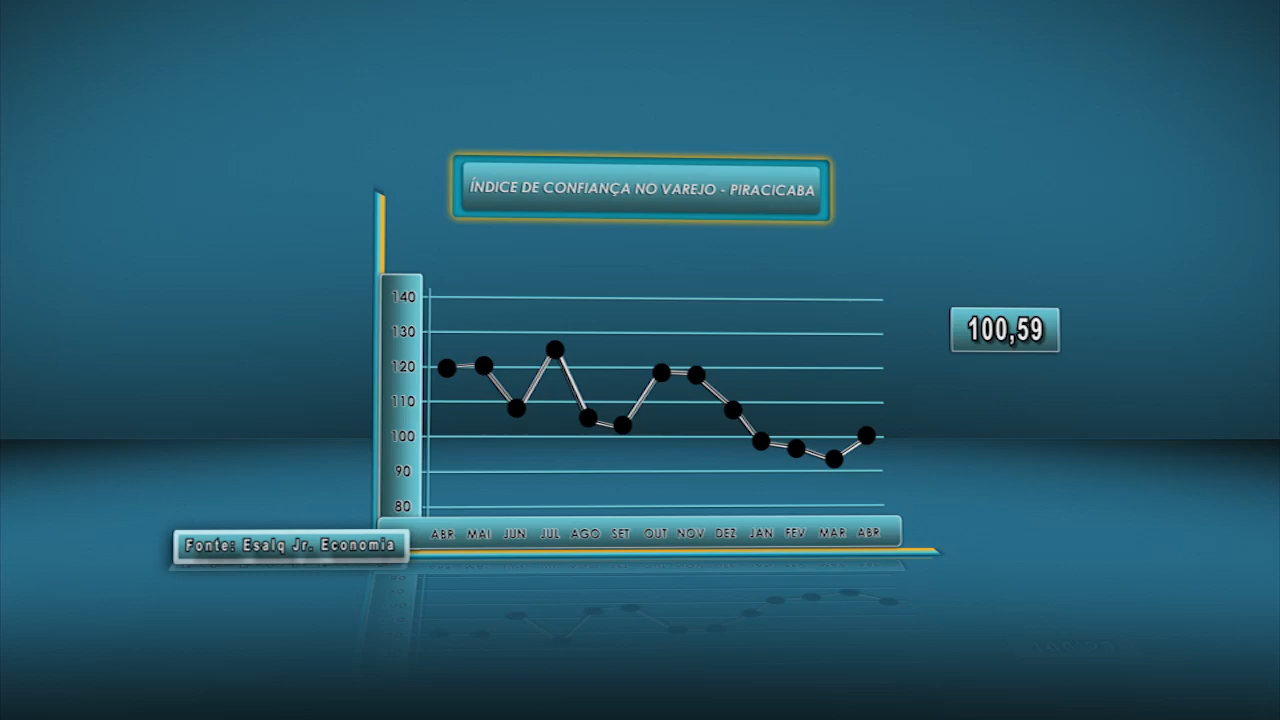 ÍNDICE DE CONFIANÇA NO VAREJO - PIRACICABA
140
130
120
110
100
90
80
100,59
ABR MAI JUN JUL AGO SET OUT NOV DEZ JAN FEV MAR ABR
Fonte: Esalq Jr. Economia